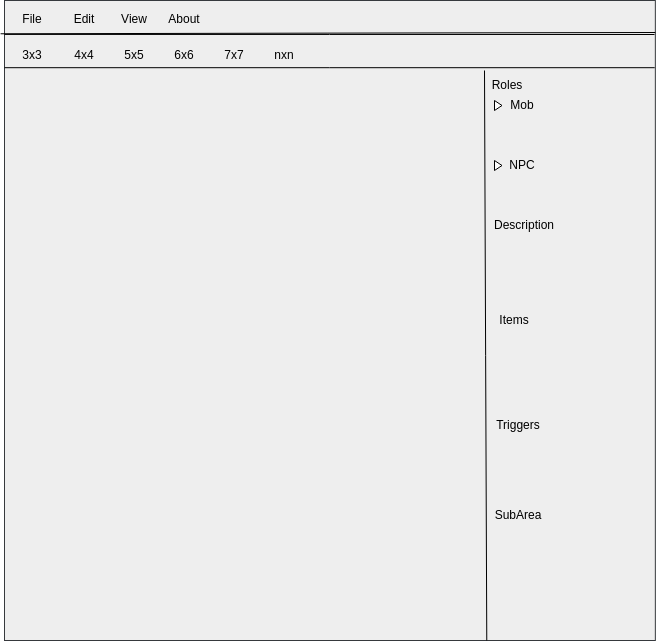 File Edit View About
3x3 4x4 5x5 6x6 7x7 nxn
Roles
Mob
NPC
Description
Items
Triggers
SubArea